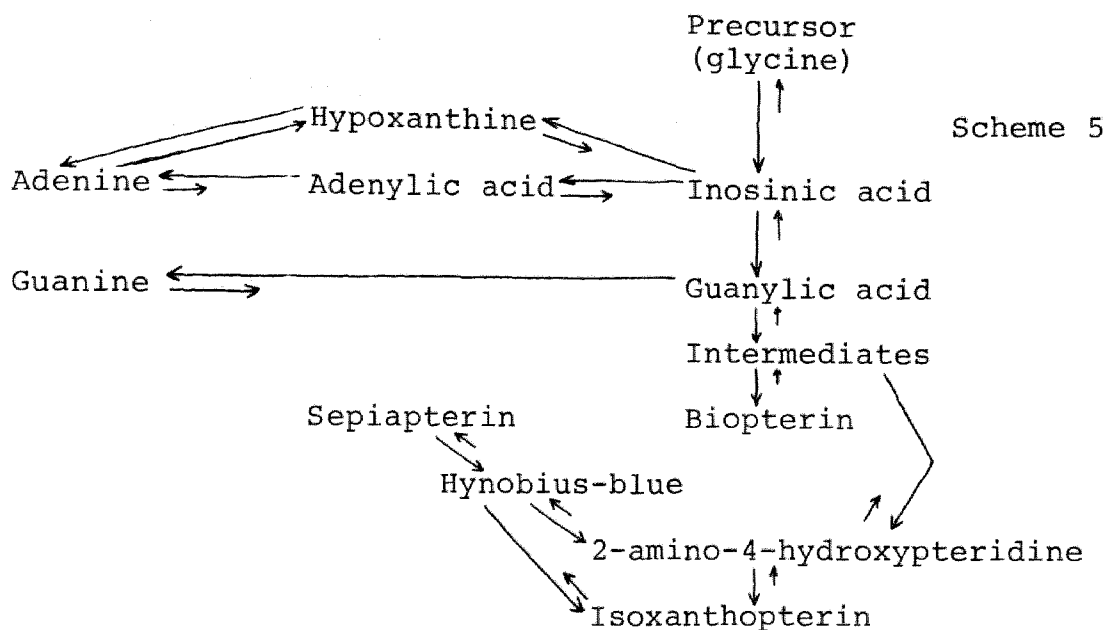 Precursor
(glycine)
Hypoxanthine
Scheme 5
Adenine
Adenylic acid
Inosinic acid
Guanine
Guanylic acid
Intermediates
Sepiapterin
Biopterin
Hynobius-blue
2-amino-4-hydroxypteridine
Isoxanthopterin